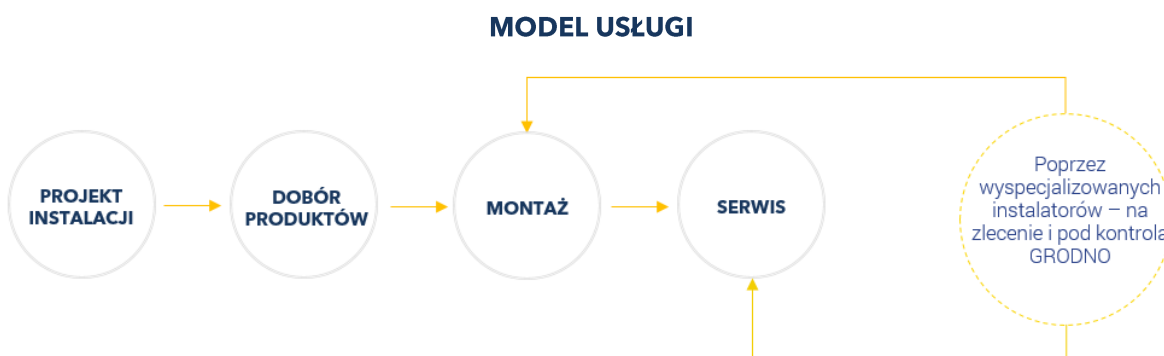 MODEL USŁUGI
PROJEKT
INSTALACJI
DOBÓR
PRODUKTÓW
MONTAŻ
SERWIS
Poprzez
wyspecjalizowanych
instalatorów – na
zlecenie i pod kontrolą
GRODNO